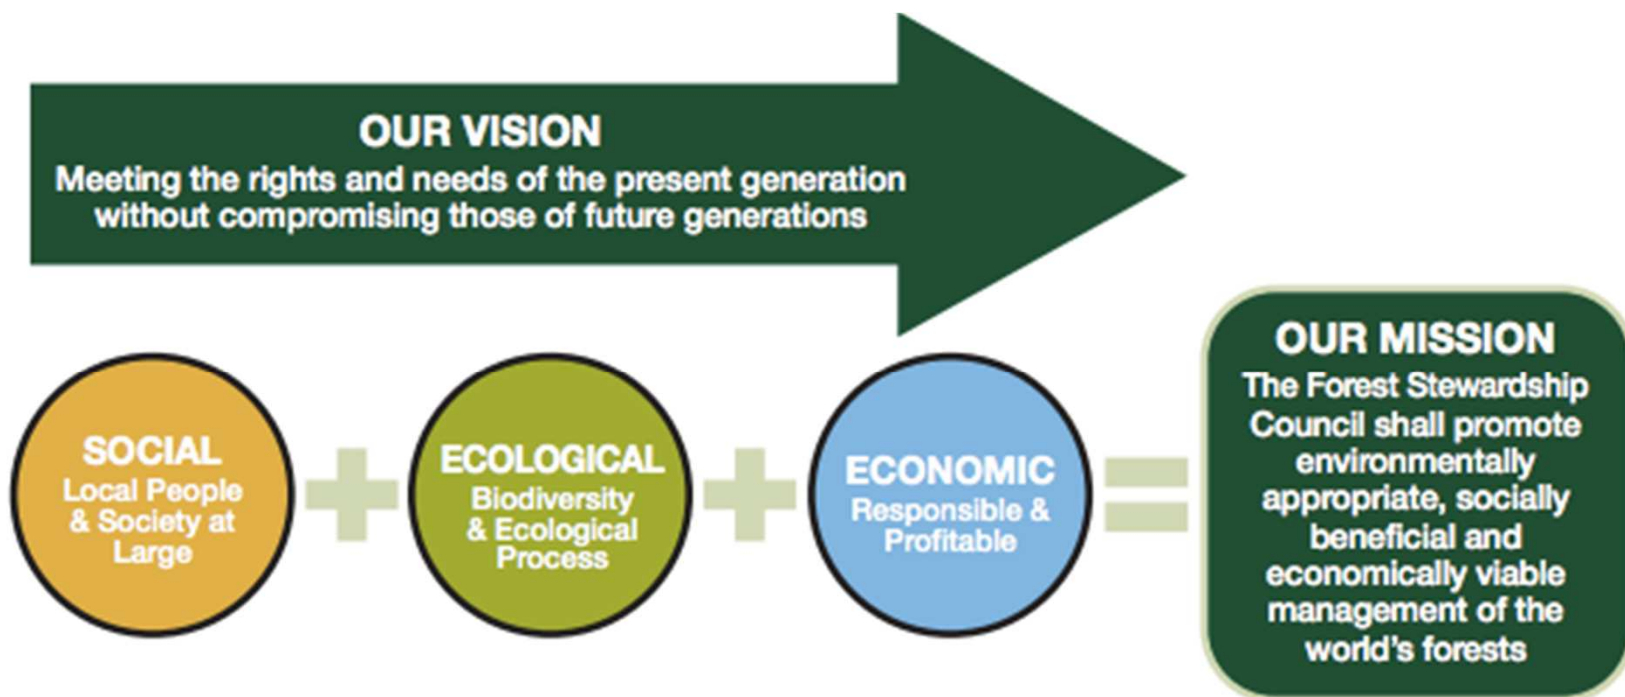 OUR VISION
Meeting the rights and needs of the present generation
without compromising those of future generations
SOCIAL
Local People
& Society at
Large
ECOLOGICAL
Biodiversity
& Ecological
Process
ECONOMIC
Responsible &
Profitable
OUR MISSION
The Forest Stewardship
Council shall promote
environmentally
appropriate, socially
beneficial and
economically viable
management of the
world's forests